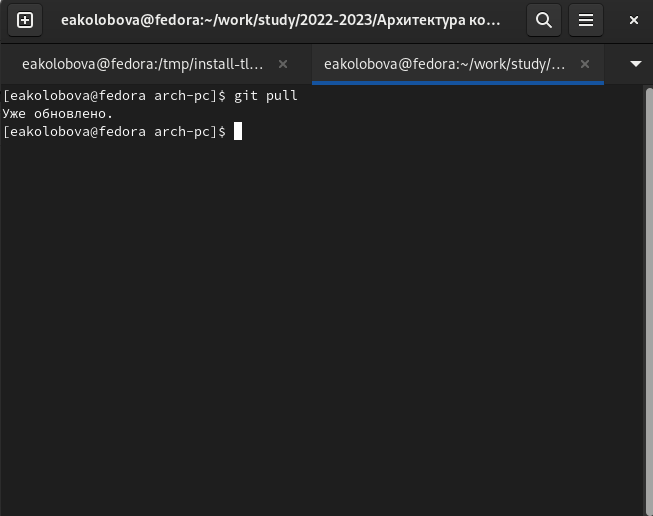 eakolobova@fedora:~/work/study/2022-2023/Архитектура ко...
eakolobova@fedora:/tmp/install-tl...
eakolobova@fedora:~/work/study/...
[eakolobova@fedora arch-pc]$ git pull
Уже обновлено.
[eakolobova@fedora arch-pc]$